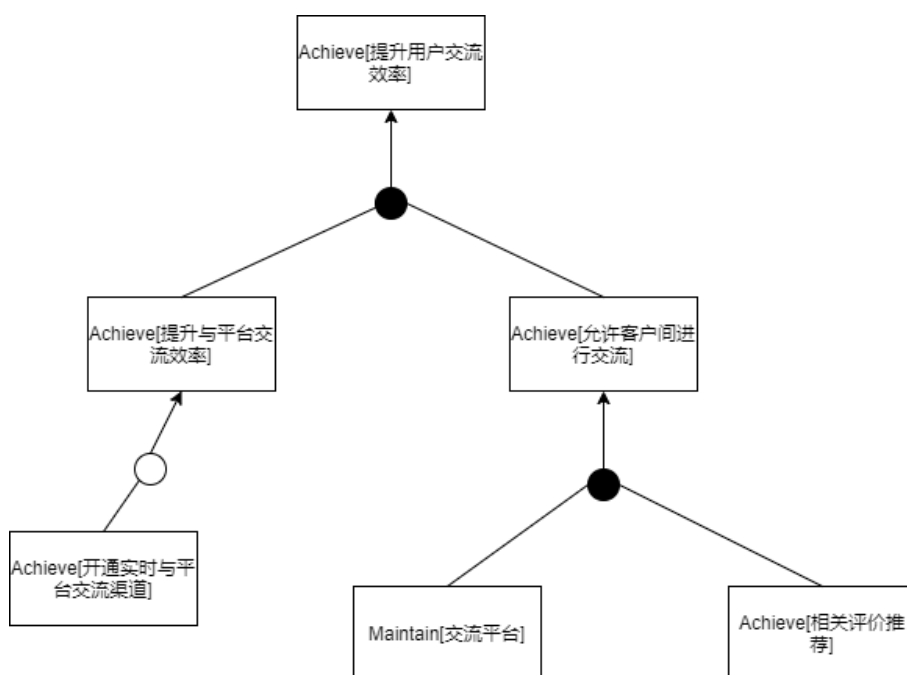 Achieve[提升用户交流
效率]
Achieve[提升与平台交
流效率]
Achieve[允许客户间进
行交流]
Achieve[开通实时与平
台交流渠道]
Maintain[交流平台]
Achieve[相关评价推
荐]